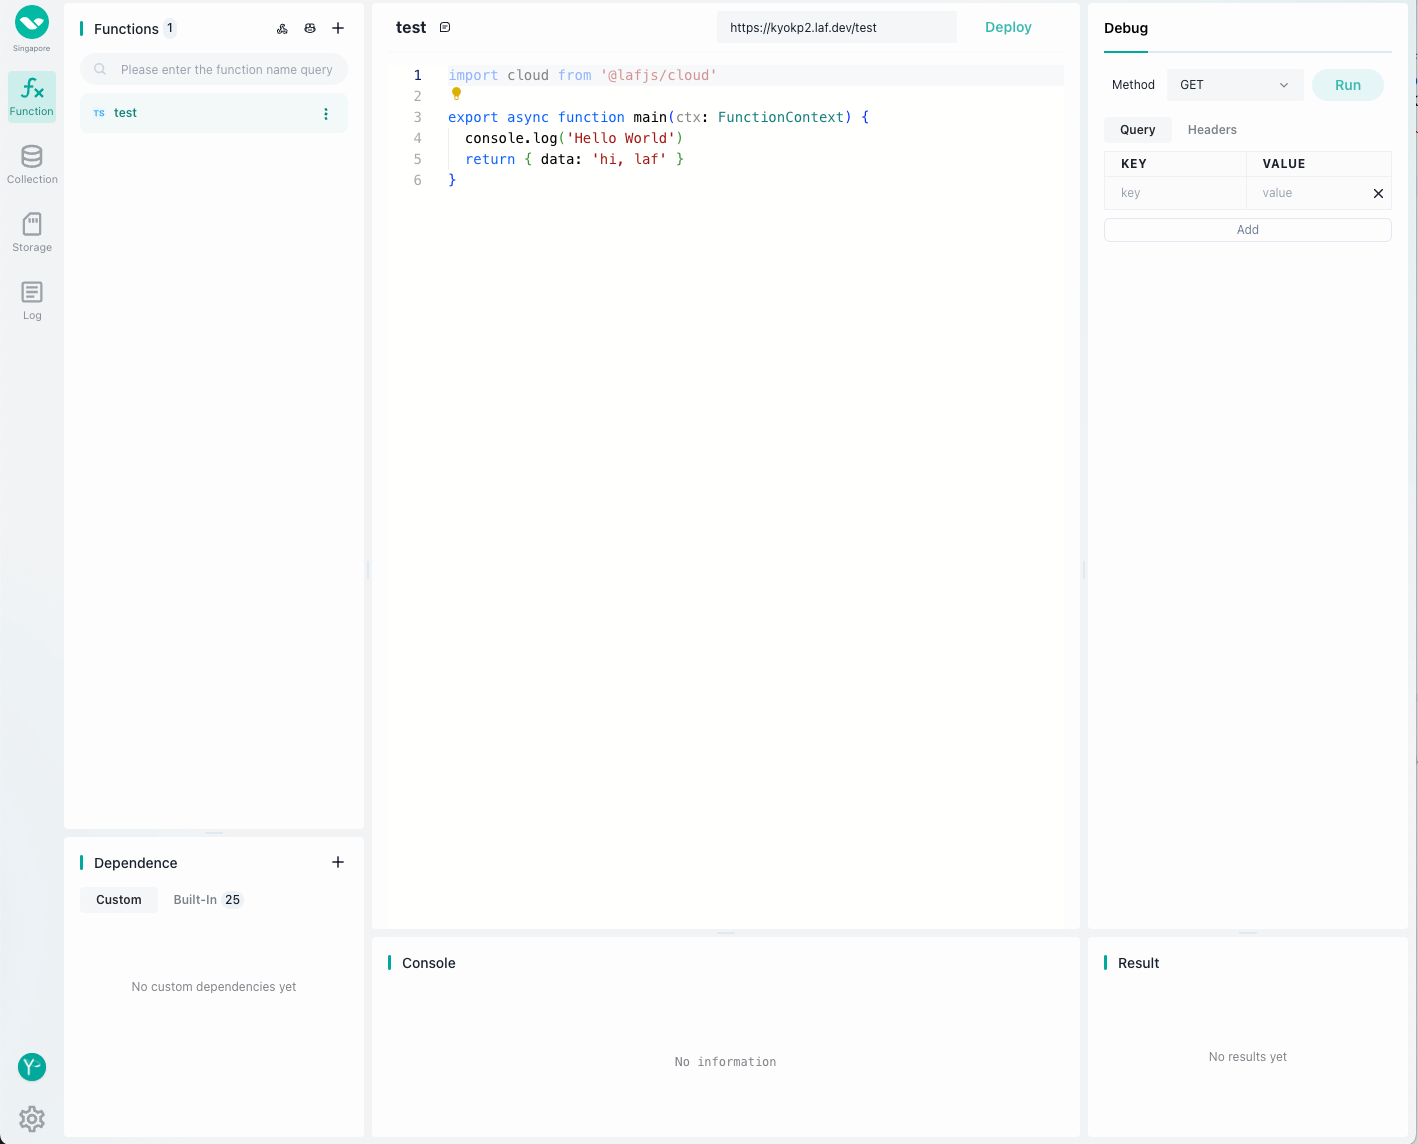 Singapore
Function
Collection
Storage
Log
Functions 1
Please enter the function name query
TS test
Dependence
Custom Built-In 25
No custom dependencies yet
test https://kyokp2.laf.dev/test Deploy
1 import cloud from '@lafjs/cloud'
2
3 export async function main(ctx: FunctionContext) {
4 console.log('Hello World')
5 return { data: 'hi, laf' }
6 }
Console
No information
Debug
Method GET Run
Query Headers
KEY VALUE
key value
Add
Result
No results yet